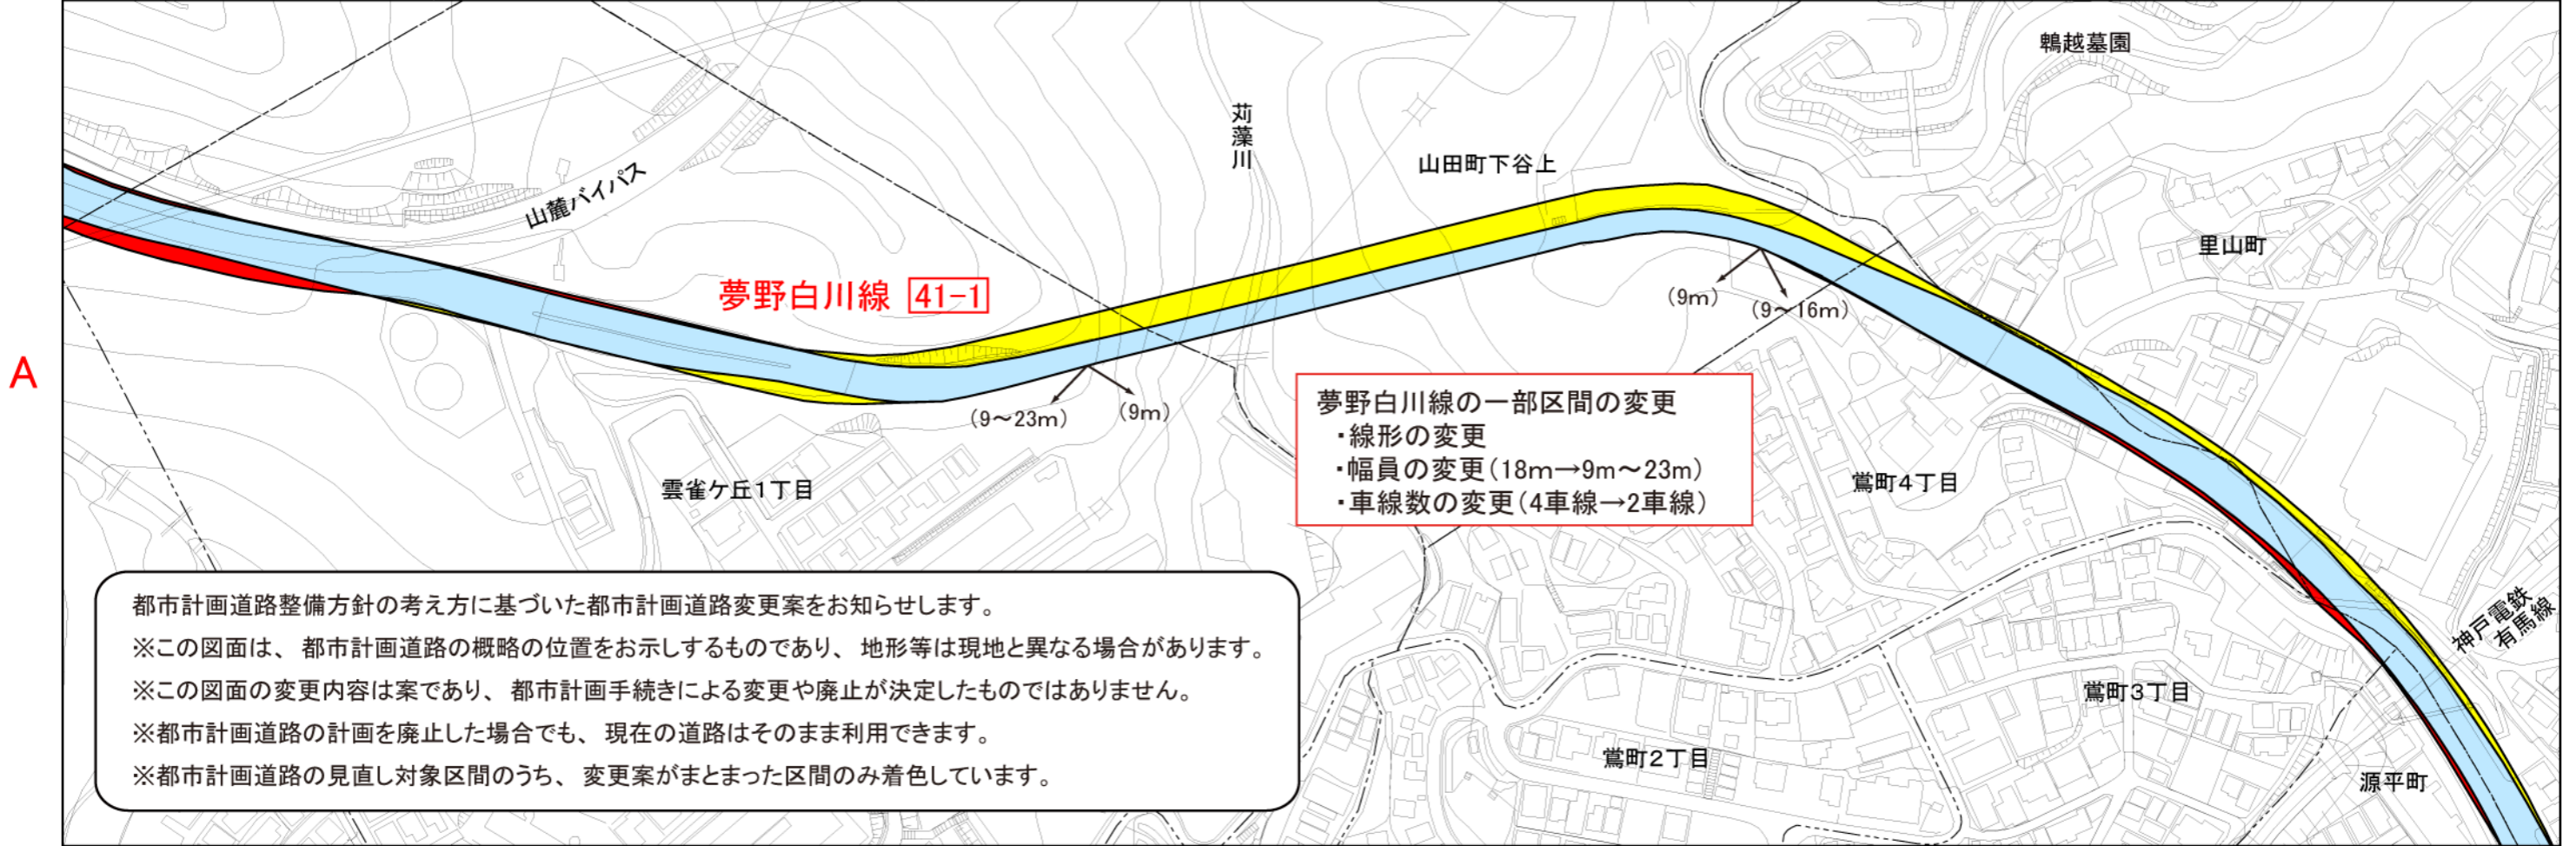 鵯越墓園
苅藻川
山田町下谷上
山麓バイパス
里山町
夢野白川線 41-1
(9m)
(9~16m)
A
(9~23m)
(9m)
夢野白川線の一部区間の変更
・線形の変更
・幅員の変更(18m→9m~23m)
・車線数の変更(4車線→2車線)
雲雀ケ丘1丁目
鶯町4丁目
都市計画道路整備方針の考え方に基づいた都市計画道路変更案をお知らせします。
※この図面は、都市計画道路の概略の位置をお示しするものであり、地形等は現地と異なる場合があります。
※この図面の変更内容は案であり、都市計画手続きによる変更や廃止が決定したものではありません。
※都市計画道路の計画を廃止した場合でも、現在の道路はそのまま利用できます。
※都市計画道路の見直し対象区間のうち、変更案がまとまった区間のみ着色しています。
神戸電鉄
有馬線
鶯町3丁目
鶯町2丁目
源平町